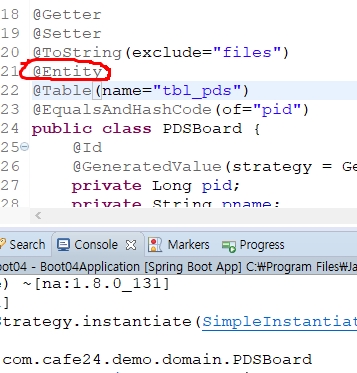 18 @Getter
19 @Setter
20 @ToString(exclude="files")
21 @Entity
22 @Table(name="tbl_pds")
23 @EqualsAndHashCode(of="pid")
24 public class PDSBoard {
25 @Id
26 @GeneratedValue(strategy = Ge
27 private Long pid;
28 private String pname;
Search Console Markers Progress
oot04 - Boot04Application [Spring Boot App] C:₩Program Files₩Ja
) ~[na:1.8.0_131]
]
Strategy.instantiate(SimpleInstantiat
com.cafe24.demo.domain.PDSBoard